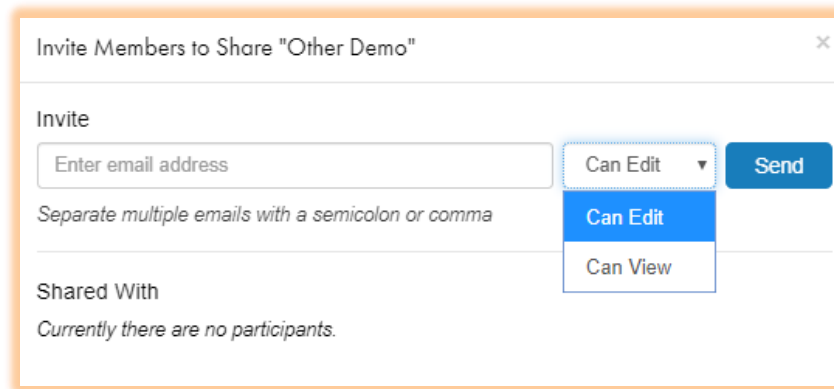 Invite Members to Share "Other Demo" ×
Invite
Enter email address Can Edit ▼ Send
Separate multiple emails with a semicolon or comma
Can Edit
Can View
Shared With
Currently there are no participants.